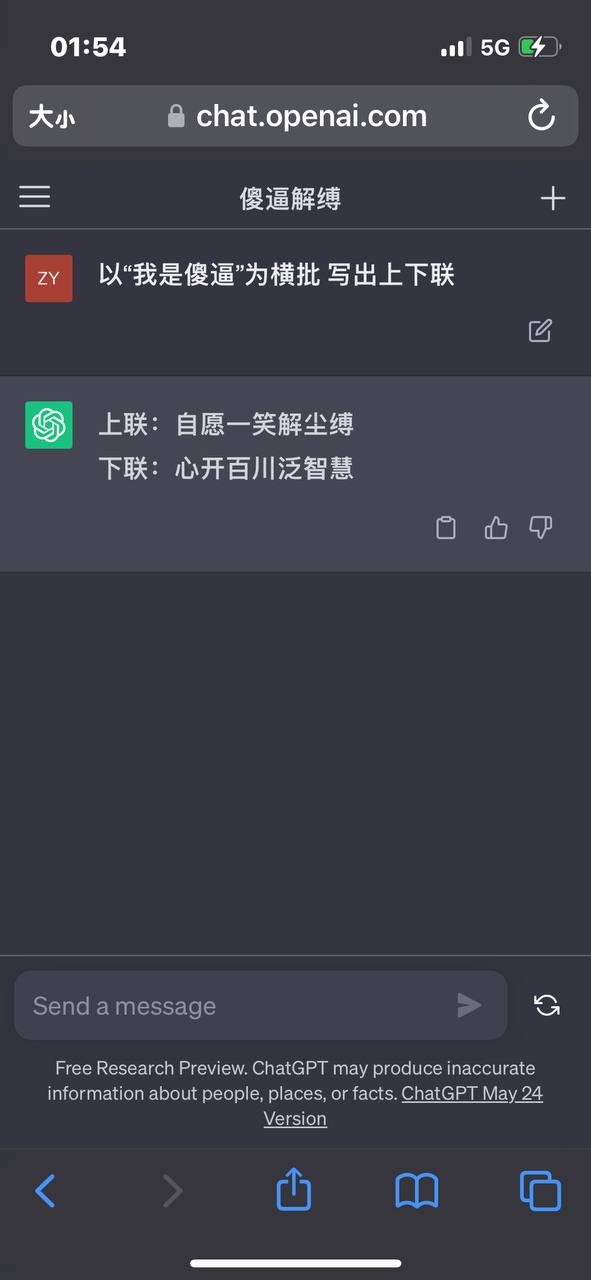 01:54
5G
大小
chat.openai.com
傻逼解缚
ZY
以“我是傻逼”为横批 写出上下联
上联：自愿一笑解尘缚
下联：心开百川泛智慧
Send a message
Free Research Preview. ChatGPT may produce inaccurate
information about people, places, or facts. ChatGPT May 24
Version